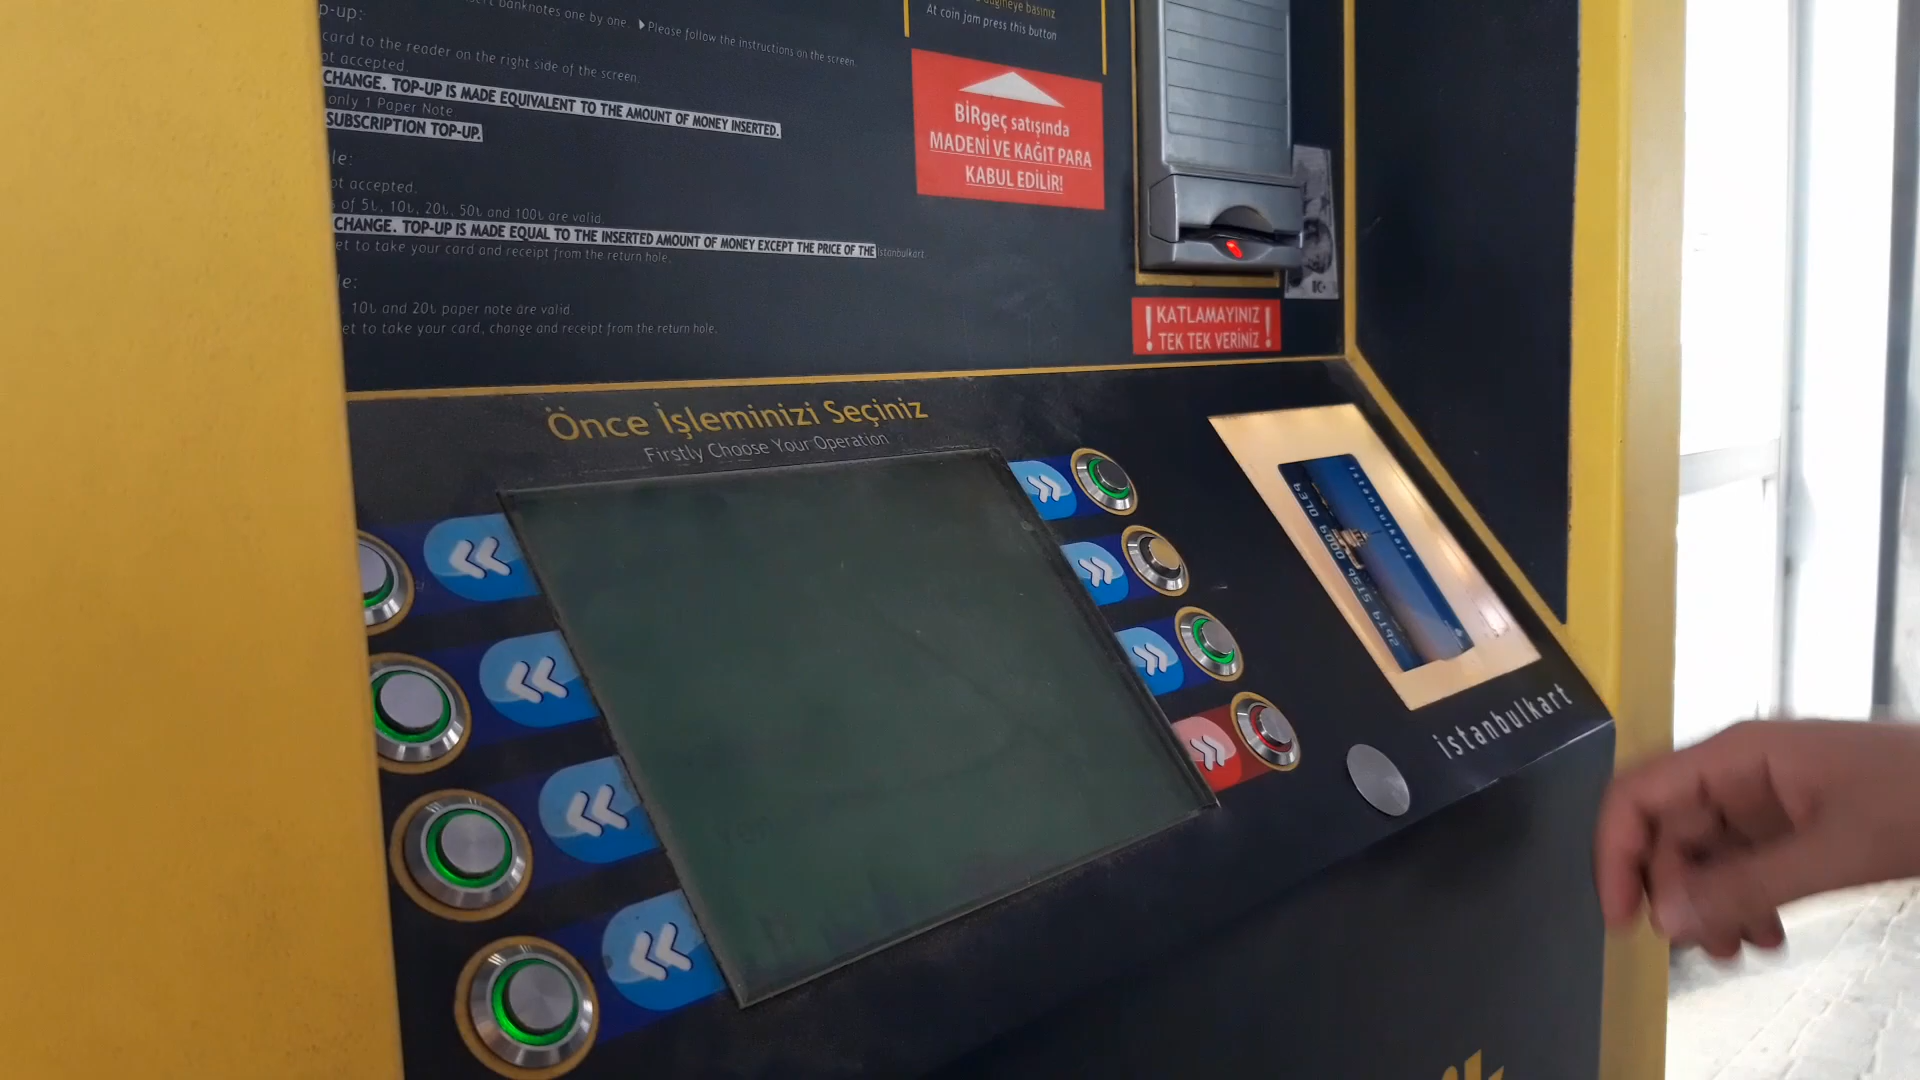 p-up:
banknotes one by one. Please follow the instructions on the screen.
card to the reader on the right side of the screen.
ot accepted.
CHANGE. TOP-UP IS MADE EQUIVALENT TO THE AMOUNT OF MONEY INSERTED.
only 1 Paper Note
SUBSCRIPTION TOP-UP.
le:
ot accepted.
s of 5₺, 10₺, 20₺, 50₺ and 100₺ are valid.
CHANGE. TOP-UP IS MADE EQUAL TO THE INSERTED AMOUNT OF MONEY EXCEPT THE PRICE OF THE istanbulkart
et to take your card and receipt from the return hole.
le:
10₺ and 20₺ paper note are valid.
et to take your card, change and receipt from the return hole.
düğmeye basınız
At coin jam press this button
BİRgeç satışında
MADENİ VE KAĞIT PARA
KABUL EDİLİR!
! KATLAMAYINIZ !
TEK TEK VERİNİZ
Önce İşleminizi Seçiniz
Firstly Choose Your Operation
istanbulkart
istanbulkart